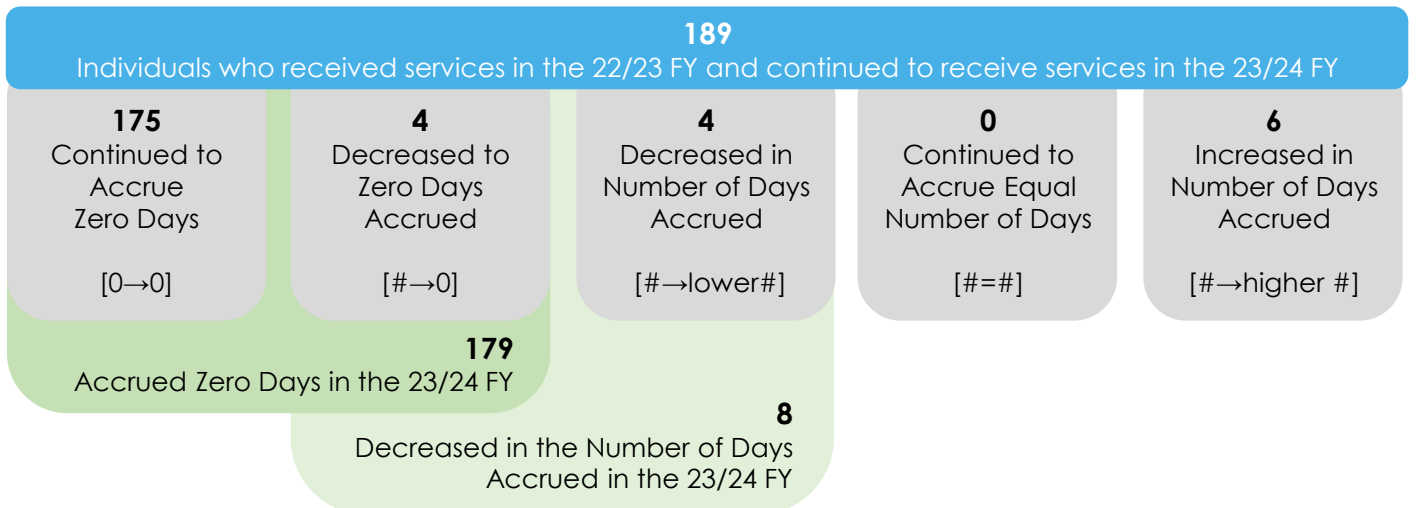 189
Individuals who received services in the 22/23 FY and continued to receive services in the 23/24 FY
175
Continued to
Accrue
Zero Days
[0→0]
4
Decreased to
Zero Days
Accrued
[#→0]
4
Decreased in
Number of Days
Accrued
[#→lower#]
0
Continued to
Accrue Equal
Number of Days
[#=#]
6
Increased in
Number of Days
Accrued
[#→higher #]
179
Accrued Zero Days in the 23/24 FY
8
Decreased in the Number of Days
Accrued in the 23/24 FY